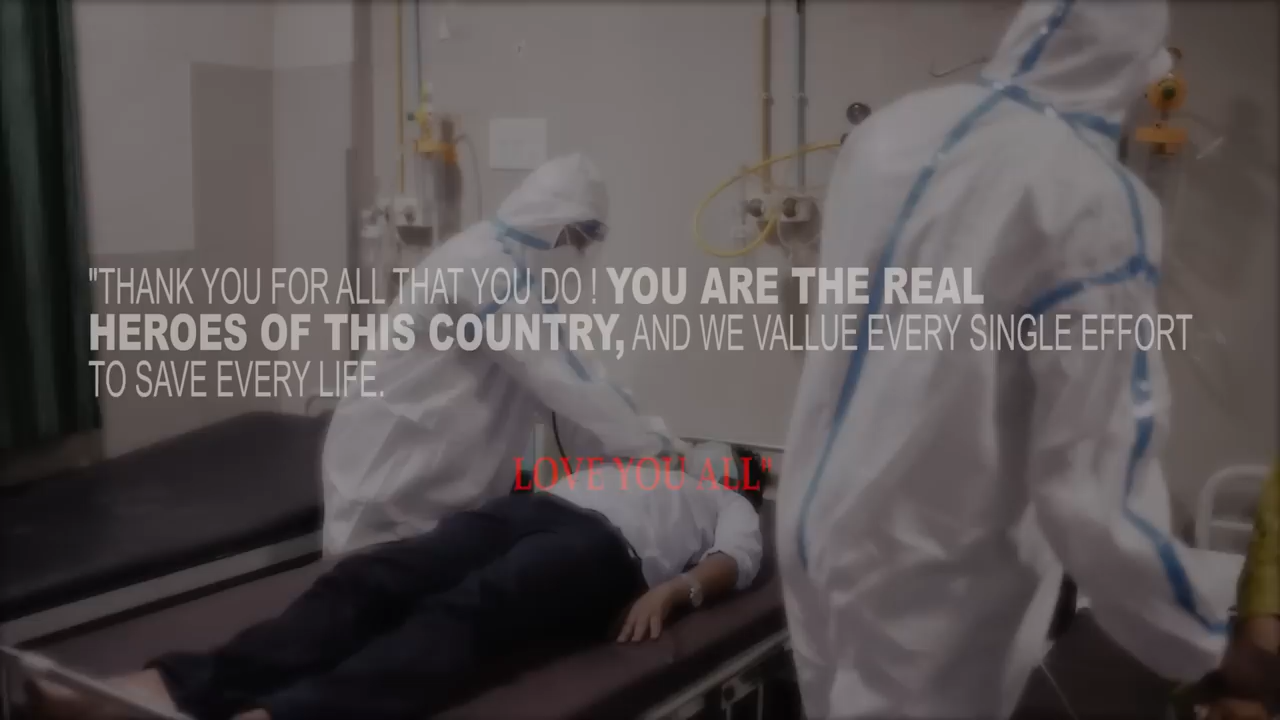 "THANK YOU FOR ALL THAT YOU DO ! YOU ARE THE REAL
HEROES OF THIS COUNTRY, AND WE VALLUE EVERY SINGLE EFFORT
TO SAVE EVERY LIFE.
LOVE YOU ALL"